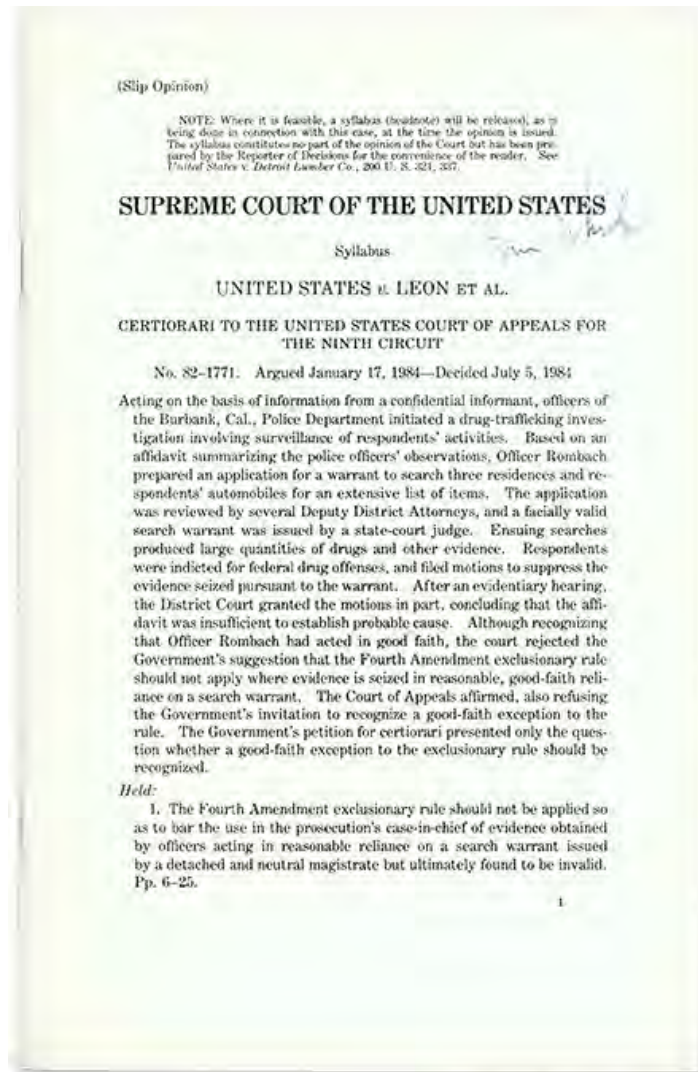 (Slip Opinion)
NOTE: Where it is feasible, a syllabus (headnote) will be released, as is
being done in connection with this case, at the time the opinion is issued.
The syllabus constitutes no part of the opinion of the Court but has been pre-
pared by the Reporter of Decisions for the convenience of the reader. See
United States v. Detroit Lumber Co., 200 U. S. 321, 337.
SUPREME COURT OF THE UNITED STATES
Syllabus
UNITED STATES v. LEON ET AL.
CERTIORARI TO THE UNITED STATES COURT OF APPEALS FOR
THE NINTH CIRCUIT
No. 82–1771. Argued January 17, 1984—Decided July 5, 1984
Acting on the basis of information from a confidential informant, officers of
the Burbank, Cal., Police Department initiated a drug-trafficking inves-
tigation involving surveillance of respondents' activities. Based on an
affidavit summarizing the police officers' observations, Officer Rombach
prepared an application for a warrant to search three residences and re-
spondents' automobiles for an extensive list of items. The application
was reviewed by several Deputy District Attorneys, and a facially valid
search warrant was issued by a state-court judge. Ensuing searches
produced large quantities of drugs and other evidence. Respondents
were indicted for federal drug offenses, and filed motions to suppress the
evidence seized pursuant to the warrant. After an evidentiary hearing,
the District Court granted the motions in part, concluding that the affi-
davit was insufficient to establish probable cause. Although recognizing
that Officer Rombach had acted in good faith, the court rejected the
Government's suggestion that the Fourth Amendment exclusionary rule
should not apply where evidence is seized in reasonable, good-faith reli-
ance on a search warrant. The Court of Appeals affirmed, also refusing
the Government's invitation to recognize a good-faith exception to the
rule. The Government's petition for certiorari presented only the ques-
tion whether a good-faith exception to the exclusionary rule should be
recognized.
Held:
1. The Fourth Amendment exclusionary rule should not be applied so
as to bar the use in the prosecution's case-in-chief of evidence obtained
by officers acting in reasonable reliance on a search warrant issued
by a detached and neutral magistrate but ultimately found to be invalid.
Pp. 6–25.
1